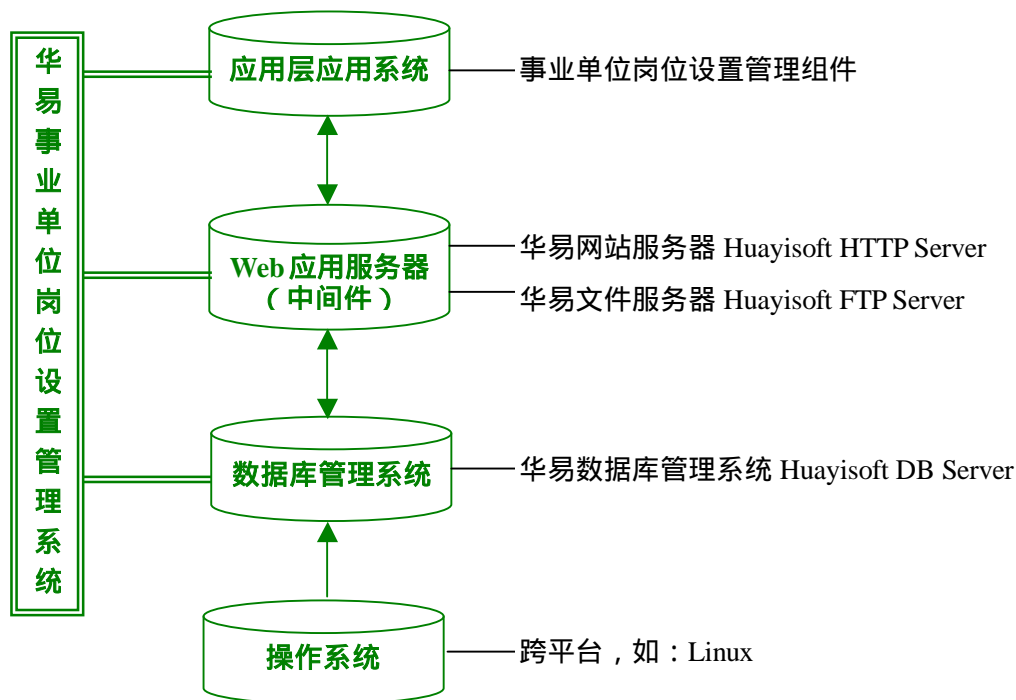 华易事业单位岗位设置管理系统
应用层应用系统
事业单位岗位设置管理组件
Web 应用服务器
（中间件）
华易网站服务器 Huayisoft HTTP Server
华易文件服务器 Huayisoft FTP Server
数据库管理系统
华易数据库管理系统 Huayisoft DB Server
操作系统
跨平台，如：Linux